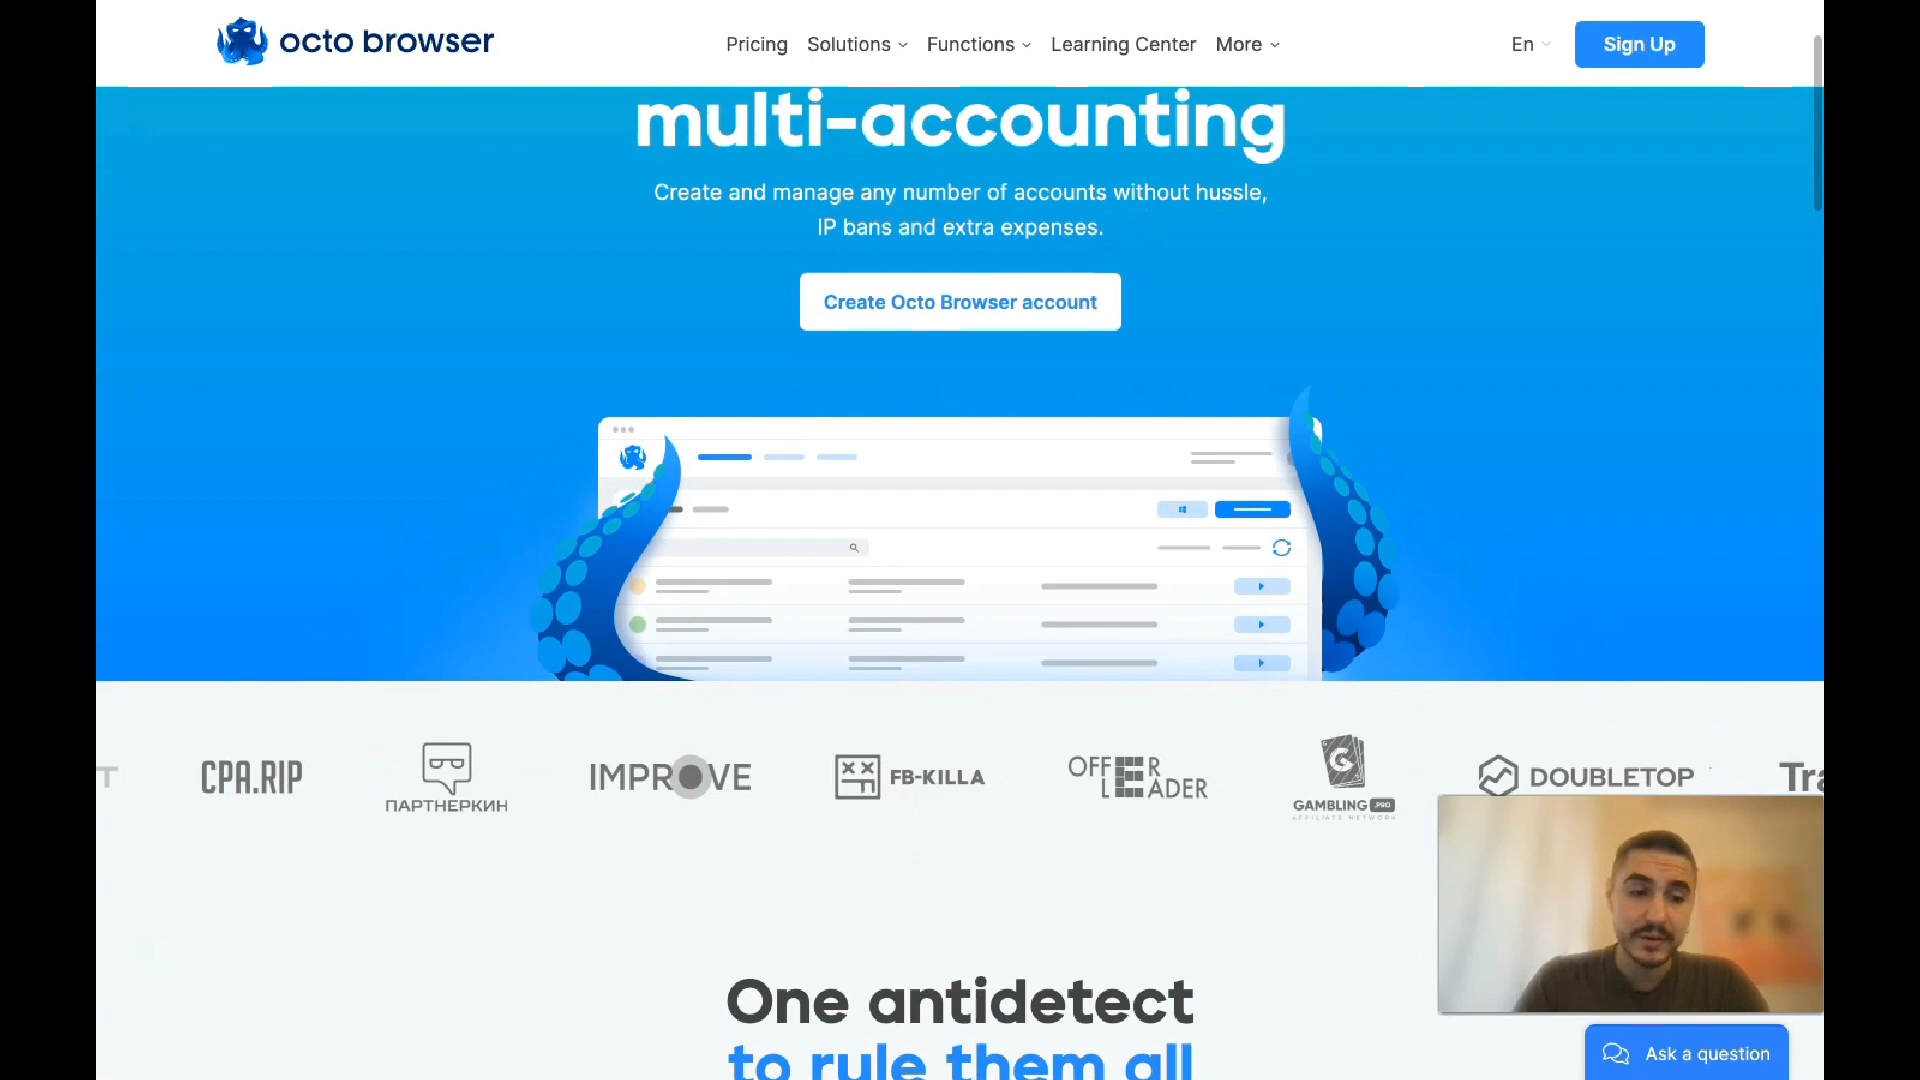 octo browser
Pricing Solutions Functions Learning Center More En Sign Up
multi-accounting
Create and manage any number of accounts without hussle,
IP bans and extra expenses.
Create Octo Browser account
CPA.RIP
ПАРТНЕРКИН
IMPROVE
FB-KILLA
OFFER
LEADER
G
GAMBLING.PRO
AFFILIATE NETWORK
DOUBLETOP
One antidetect
to rule them all
Ask a question